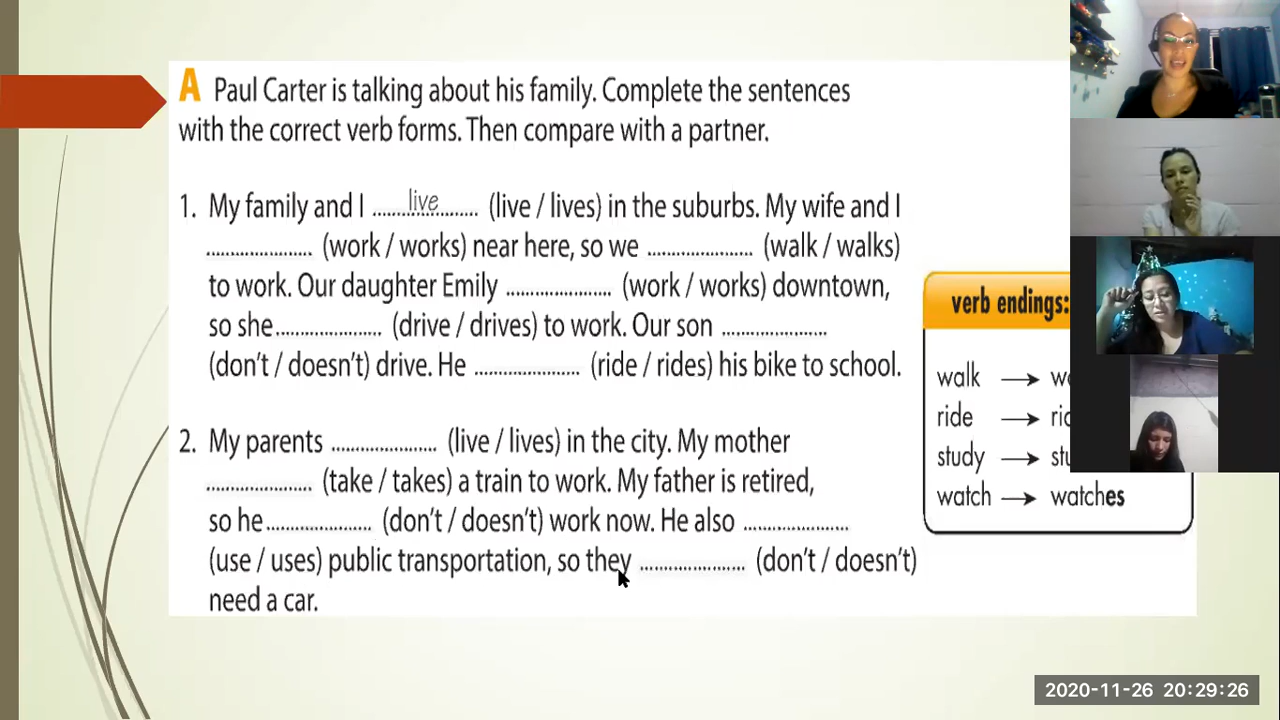 A Paul Carter is talking about his family. Complete the sentences
with the correct verb forms. Then compare with a partner.
1. My family and I ....live.... (live / lives) in the suburbs. My wife and I
.................... (work / works) near here, so we .................... (walk / walks)
to work. Our daughter Emily .................... (work / works) downtown,
so she.................... (drive / drives) to work. Our son ....................
(don't / doesn't) drive. He .................... (ride / rides) his bike to school.
2. My parents .................... (live / lives) in the city. My mother
.................... (take / takes) a train to work. My father is retired,
so he.................... (don't / doesn't) work now. He also ....................
(use / uses) public transportation, so they .................... (don't / doesn't)
need a car.
verb endings:
walk →
ride →
study →
watch → watches
2020-11-26 20:29:26